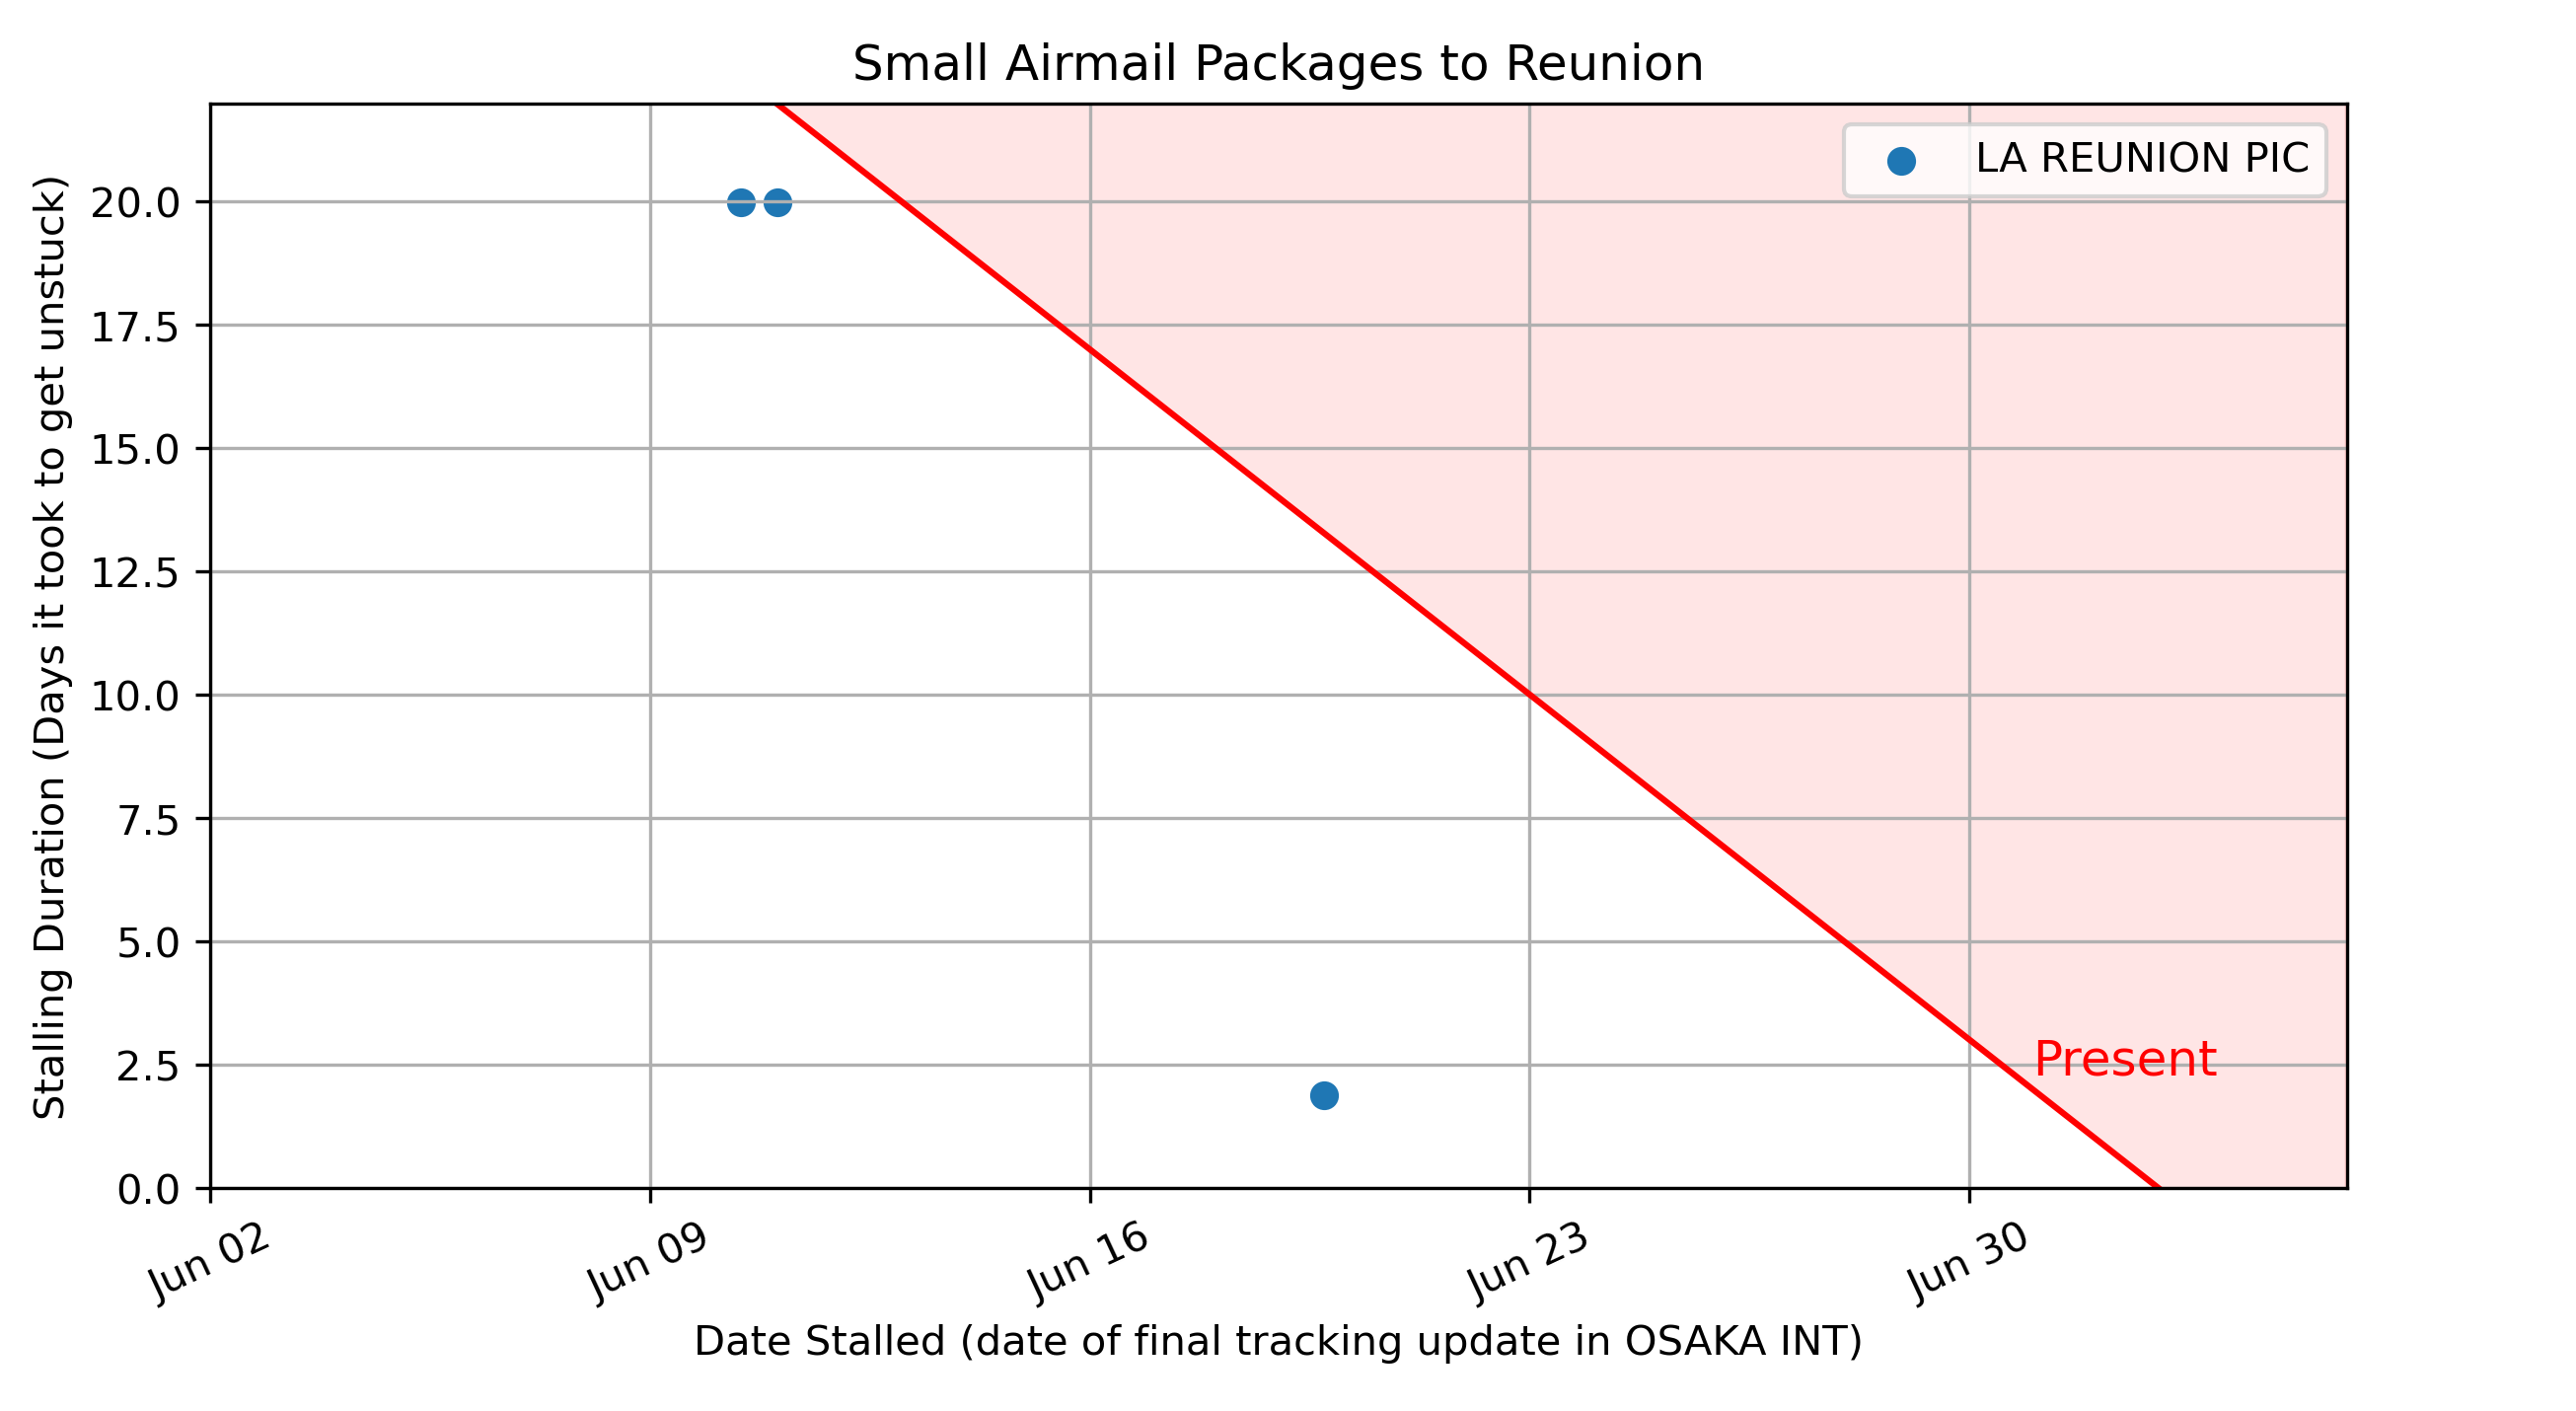 Small Airmail Packages to Reunion
LA REUNION PIC
Stalling Duration (Days it took to get unstuck)
20.0
17.5
15.0
12.5
10.0
7.5
5.0
2.5
0.0
Present
Jun 02
Jun 09
Jun 16
Jun 23
Jun 30
Date Stalled (date of final tracking update in OSAKA INT)